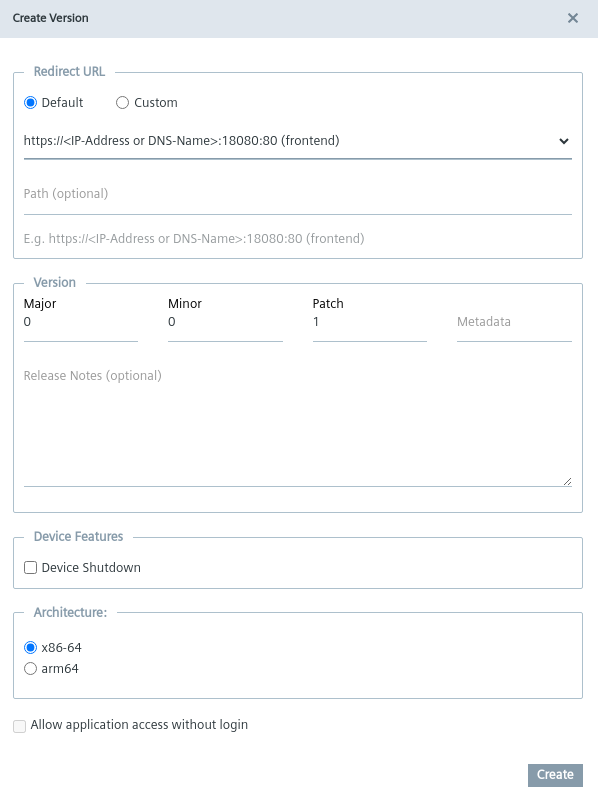 Create Version
Redirect URL
Default Custom
https://<IP-Address or DNS-Name>:18080:80 (frontend)
Path (optional)
E.g. https://<IP-Address or DNS-Name>:18080:80 (frontend)
Version
Major Minor Patch
0 0 1 Metadata
Release Notes (optional)
Device Features
Device Shutdown
Architecture:
x86-64
arm64
Allow application access without login
Create